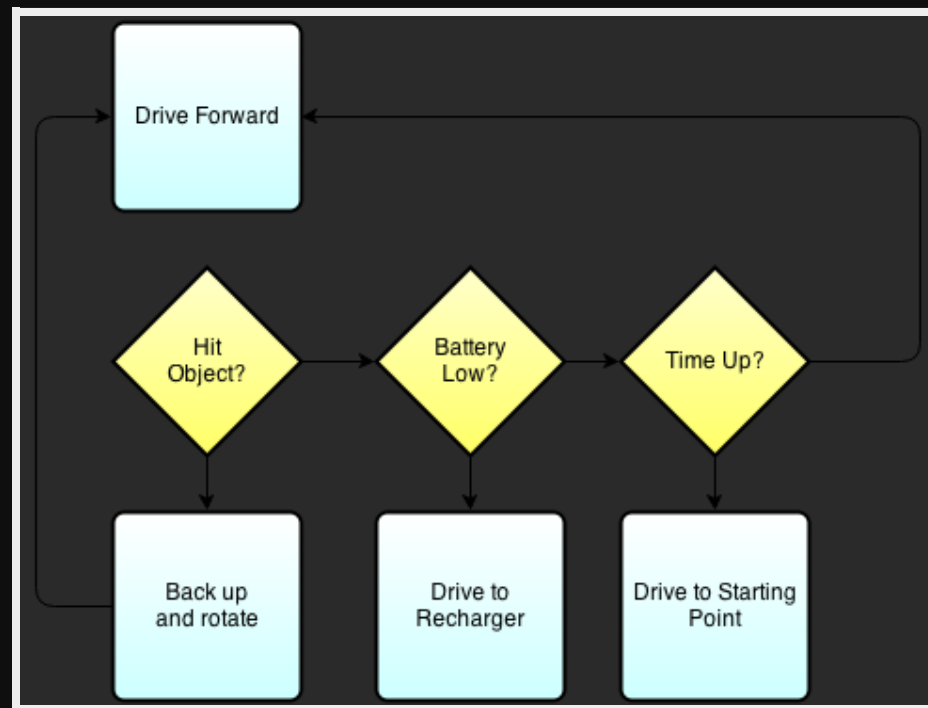 Drive Forward
Hit
Object?
Battery
Low?
Time Up?
Back up
and rotate
Drive to
Recharger
Drive to Starting
Point